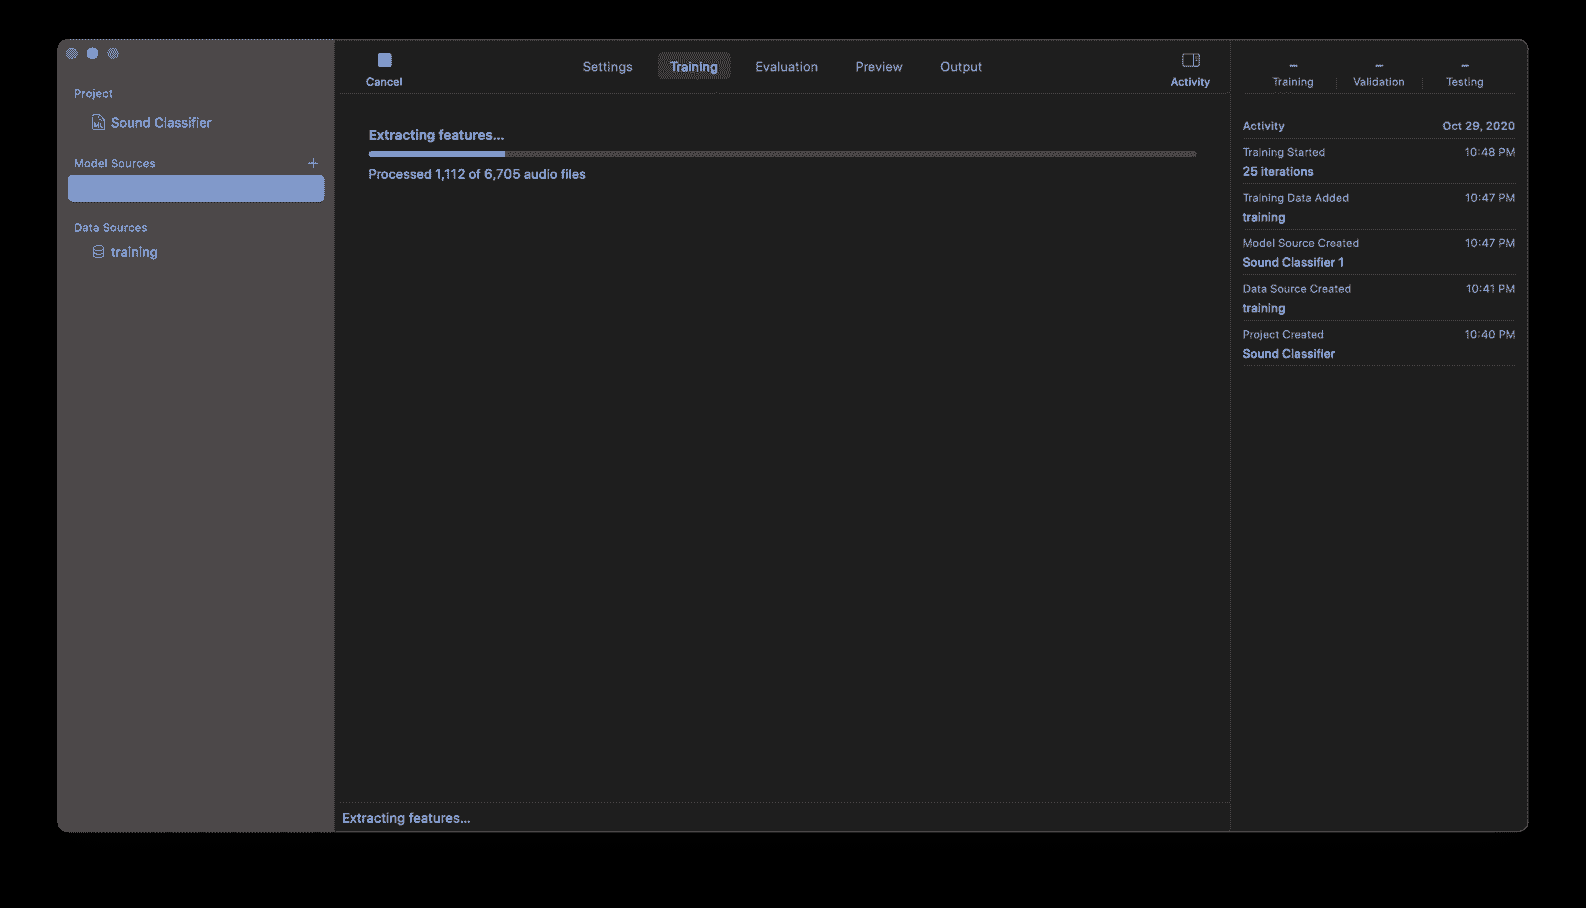 Project
Sound Classifier
Model Sources
Data Sources
training
Cancel
Settings
Training
Evaluation
Preview
Output
Activity
Extracting features...
Processed 1,112 of 6,705 audio files
Extracting features...
Training
Validation
Testing
Activity Oct 29, 2020
Training Started 10:48 PM
25 iterations
Training Data Added 10:47 PM
training
Model Source Created 10:47 PM
Sound Classifier 1
Data Source Created 10:41 PM
training
Project Created 10:40 PM
Sound Classifier